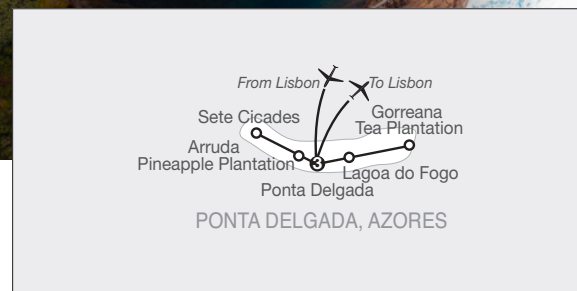 From Lisbon
To Lisbon
Sete Cicades
Gorreana
Tea Plantation
Arruda
Pineapple Plantation
3
Lagoa do Fogo
Ponta Delgada
PONTA DELGADA, AZORES